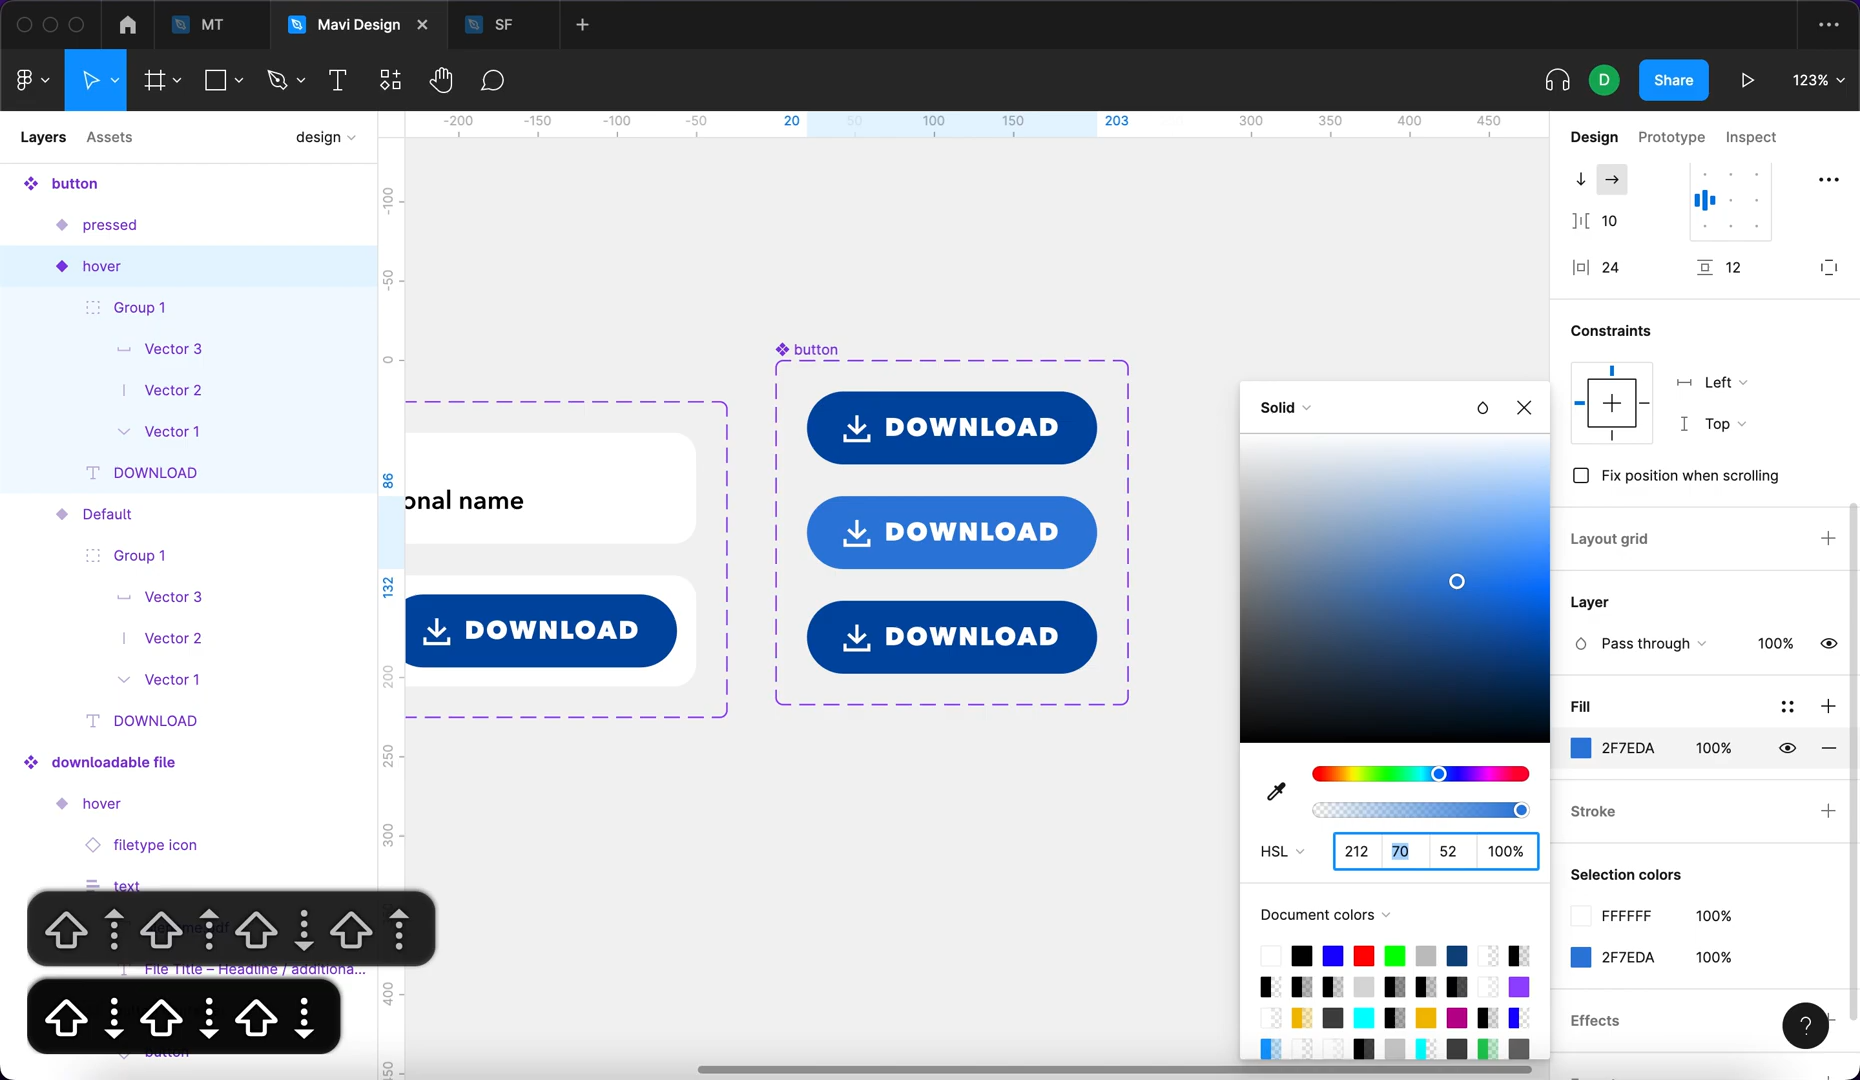 MT
Mavi Design
SF
Share
D
123%
Layers
Assets
design
Design
Prototype
Inspect
-200
-150
-100
-50
20
50
100
150
203
300
350
400
450
button
pressed
hover
Group 1
Vector 3
Vector 2
Vector 1
DOWNLOAD
Default
Group 1
Vector 3
Vector 2
Vector 1
DOWNLOAD
downloadable file
hover
filetype icon
text
File Title – Headline / additiona...
button
-100
-50
0
86
132
200
250
300
400
450
onal name
DOWNLOAD
button
DOWNLOAD
DOWNLOAD
DOWNLOAD
Solid
HSL
212
70
52
100%
Document colors
10
24
12
Constraints
Left
Top
Fix position when scrolling
Layout grid
Layer
Pass through
100%
Fill
2F7EDA
100%
Stroke
Selection colors
FFFFFF
100%
2F7EDA
100%
Effects
?